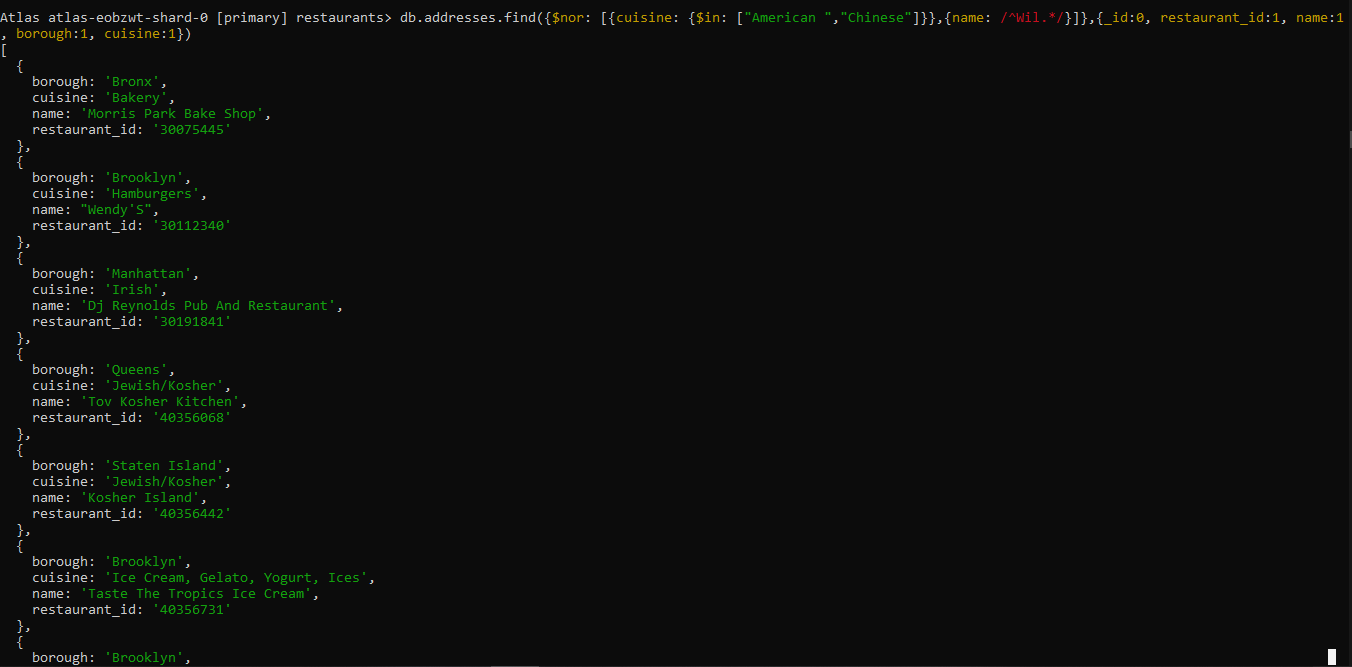 Atlas atlas-eobzwt-shard-0 [primary] restaurants> db.addresses.find({$nor: [{cuisine: {$in: ["American ","Chinese"]}},{name: /^Wil.*/}]},{_id:0, restaurant_id:1, name:1
, borough:1, cuisine:1})
[
  {
    borough: 'Bronx',
    cuisine: 'Bakery',
    name: 'Morris Park Bake Shop',
    restaurant_id: '30075445'
  },
  {
    borough: 'Brooklyn',
    cuisine: 'Hamburgers',
    name: "Wendy'S",
    restaurant_id: '30112340'
  },
  {
    borough: 'Manhattan',
    cuisine: 'Irish',
    name: 'Dj Reynolds Pub And Restaurant',
    restaurant_id: '30191841'
  },
  {
    borough: 'Queens',
    cuisine: 'Jewish/Kosher',
    name: 'Tov Kosher Kitchen',
    restaurant_id: '40356068'
  },
  {
    borough: 'Staten Island',
    cuisine: 'Jewish/Kosher',
    name: 'Kosher Island',
    restaurant_id: '40356442'
  },
  {
    borough: 'Brooklyn',
    cuisine: 'Ice Cream, Gelato, Yogurt, Ices',
    name: 'Taste The Tropics Ice Cream',
    restaurant_id: '40356731'
  },
  {
    borough: 'Brooklyn',